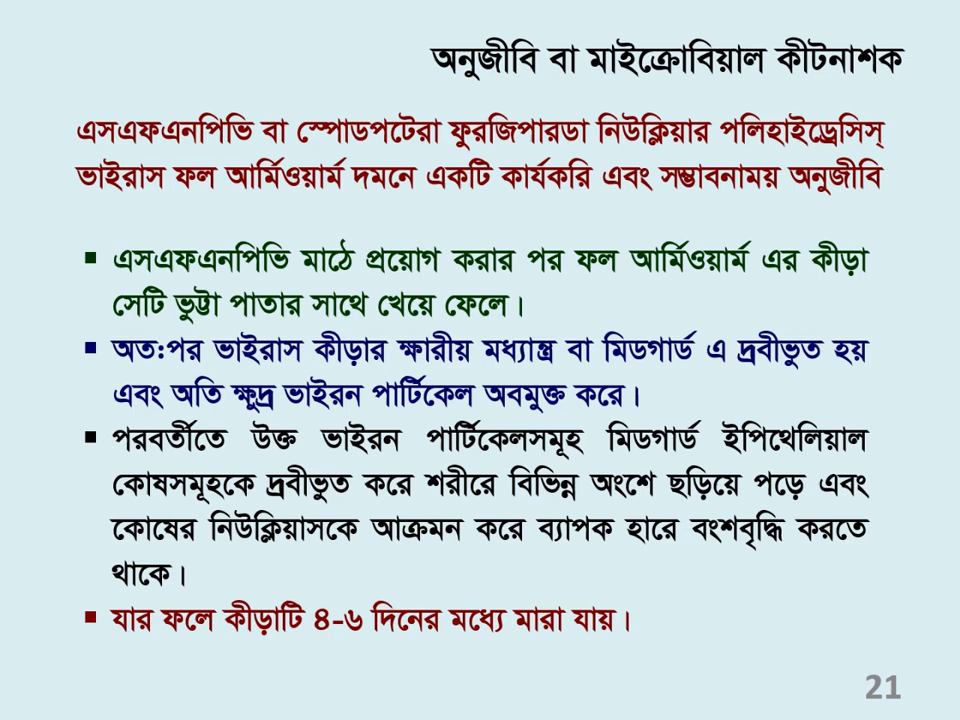 অনুজীবি বা মাইক্রোবিয়াল কীটনাশক
এসএফএনপিভি বা স্পোডপটেরা ফুরজিপারডা নিউক্লিয়ার পলিহাইড্রেসিস্
ভাইরাস ফল আর্মিওয়ার্ম দমনে একটি কার্যকরি এবং সম্ভাবনাময় অনুজীবি
▪ এসএফএনপিভি মাঠে প্রয়োগ করার পর ফল আর্মিওয়ার্ম এর কীড়া
সেটি ভুট্টা পাতার সাথে খেয়ে ফেলে।
▪ অত:পর ভাইরাস কীড়ার ক্ষারীয় মধ্যান্ত্র বা মিডগার্ড এ দ্রবীভুত হয়
এবং অতি ক্ষুদ্র ভাইরন পার্টিকেল অবমুক্ত করে।
▪ পরবর্তীতে উক্ত ভাইরন পার্টিকেলসমূহ মিডগার্ড ইপিথেলিয়াল
কোষসমূহকে দ্রবীভুত করে শরীরে বিভিন্ন অংশে ছড়িয়ে পড়ে এবং
কোষের নিউক্লিয়াসকে আক্রমন করে ব্যাপক হারে বংশবৃদ্ধি করতে
থাকে।
▪ যার ফলে কীড়াটি ৪-৬ দিনের মধ্যে মারা যায়।
21